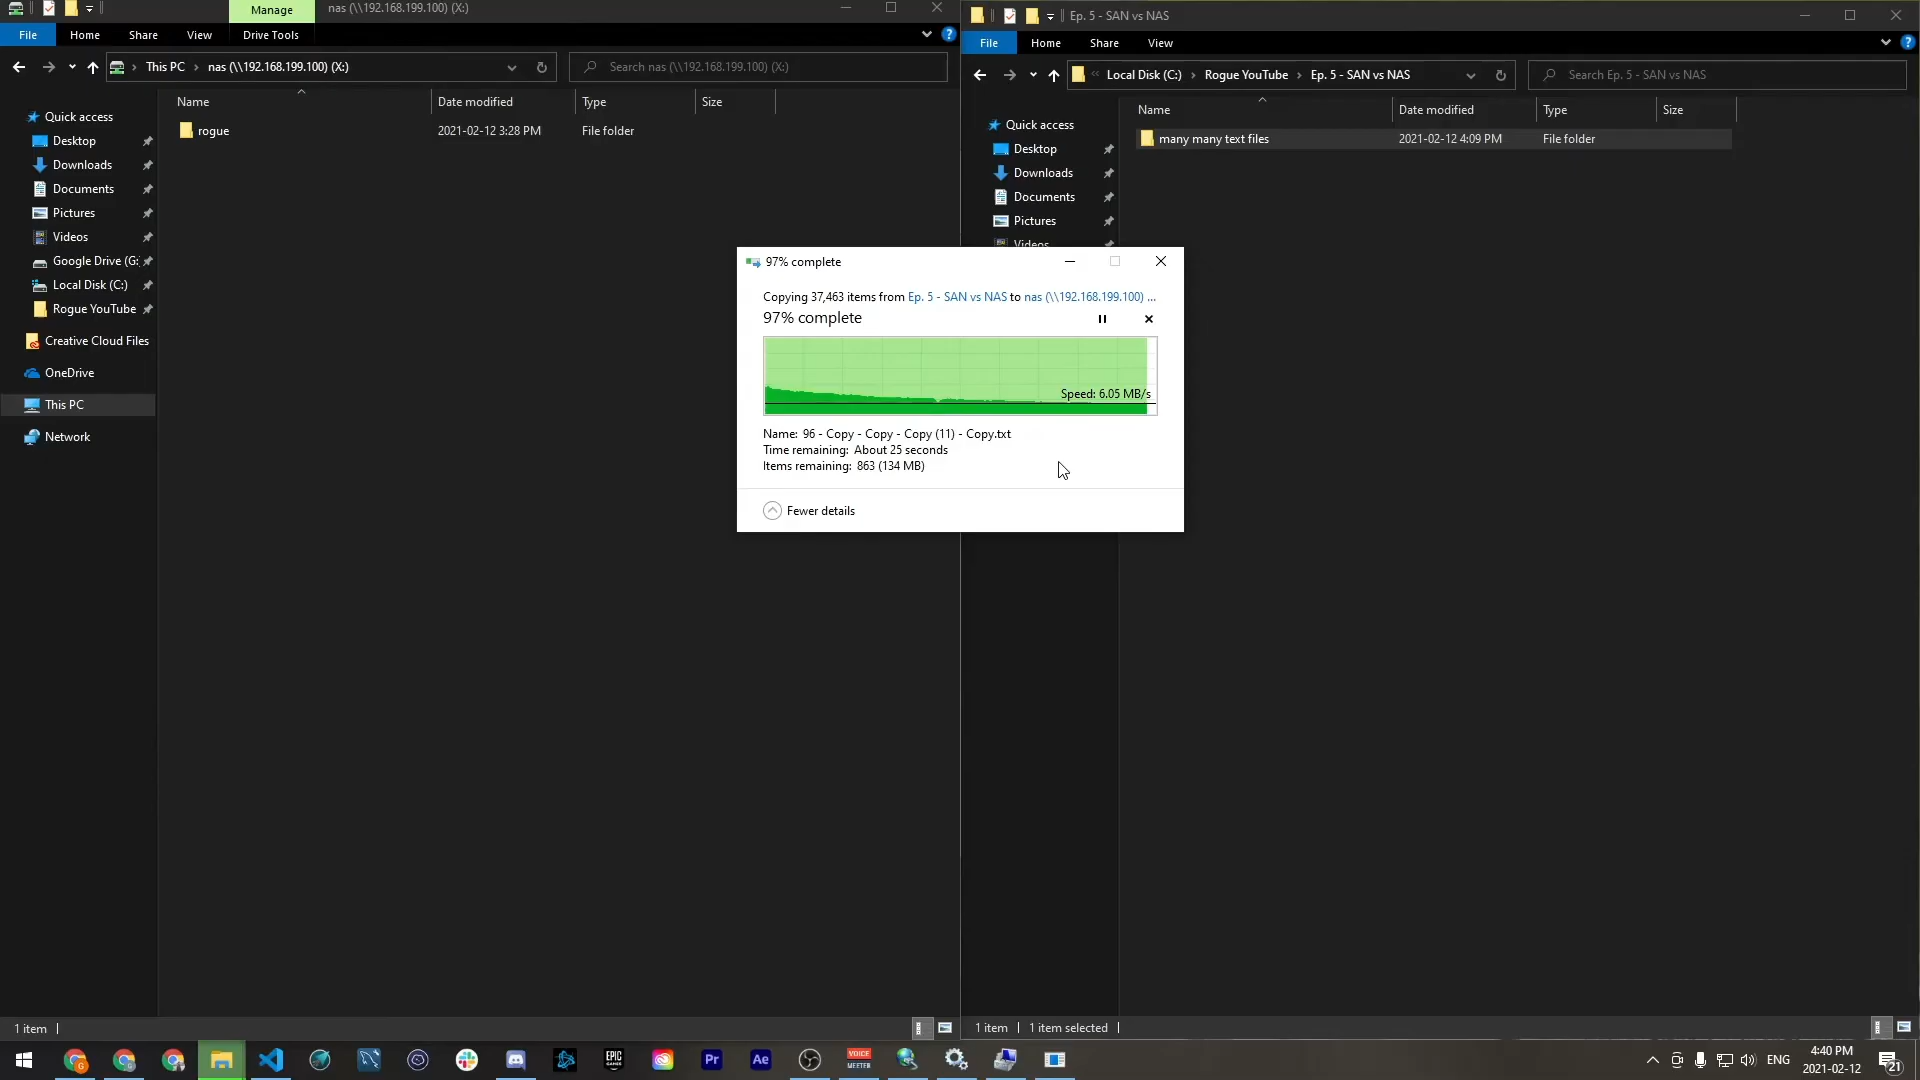 Manage
nas (\\192.168.199.100) (X:)
File
Home
Share
View
Drive Tools
This PC
nas (\\192.168.199.100) (X:)
Search nas (\\192.168.199.100) (X:)
Name
Date modified
Type
Size
rogue
2021-02-12 3:28 PM
File folder
Quick access
Desktop
Downloads
Documents
Pictures
Videos
Google Drive (G:
Local Disk (C:)
Rogue YouTube
Creative Cloud Files
OneDrive
This PC
Network
1 item
Ep. 5 - SAN vs NAS
File
Home
Share
View
Local Disk (C:)
Rogue YouTube
Ep. 5 - SAN vs NAS
Search Ep. 5 - SAN vs NAS
Name
Date modified
Type
Size
many many text files
2021-02-12 4:09 PM
File folder
Quick access
Desktop
Downloads
Documents
Pictures
Videos
1 item
1 item selected
97% complete
Copying 37,463 items from Ep. 5 - SAN vs NAS to nas (\\192.168.199.100) ...
97% complete
Speed: 6.05 MB/s
Name: 96 - Copy - Copy - Copy (11) - Copy.txt
Time remaining: About 25 seconds
Items remaining: 863 (134 MB)
Fewer details
EPIC
GAMES
Pr
Ae
VOICE
MEETER
ENG
4:40 PM
2021-02-12
21